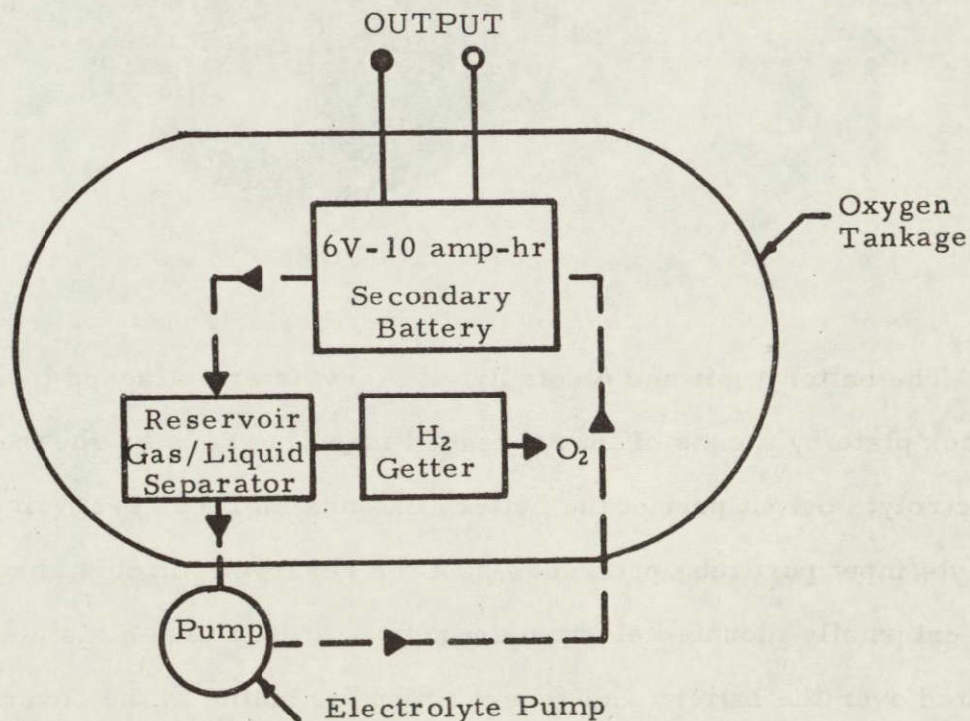 OUTPUT
6V-10 amp-hr
Secondary
Battery
Oxygen
Tankage
Reservoir
Gas/Liquid
Separator
H₂
Getter
O₂
Pump
Electrolyte Pump